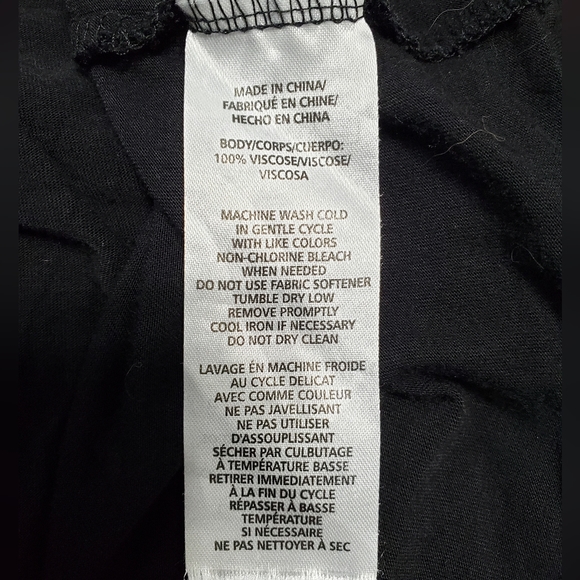 MADE IN CHINA/
FABRIQUÉ EN CHINE/
HECHO EN CHINA
BODY/CORPS/CUERPO:
100% VISCOSE/VISCOSE/
VISCOSA
MACHINE WASH COLD
IN GENTLE CYCLE
WITH LIKE COLORS
NON-CHLORINE BLEACH
WHEN NEEDED
DO NOT USE FABRIC SOFTENER
TUMBLE DRY LOW
REMOVE PROMPTLY
COOL IRON IF NECESSARY
DO NOT DRY CLEAN
LAVAGE ÉN MACHINE FROIDE
AU CYCLE DELICAT
AVEC COMME COULEUR
NE PAS JAVELLISANT
NE PAS UTILISER
D'ASSOUPLISSANT
SÉCHER PAR CULBUTAGE
À TEMPÉRATURE BASSE
RETIRER IMMEDIATEMENT
À LA FIN DU CYCLE
RÉPASSER À BASSE
TEMPÉRATURE
SI NÉCESSAIRE
NE PAS NETTOYER À SEC